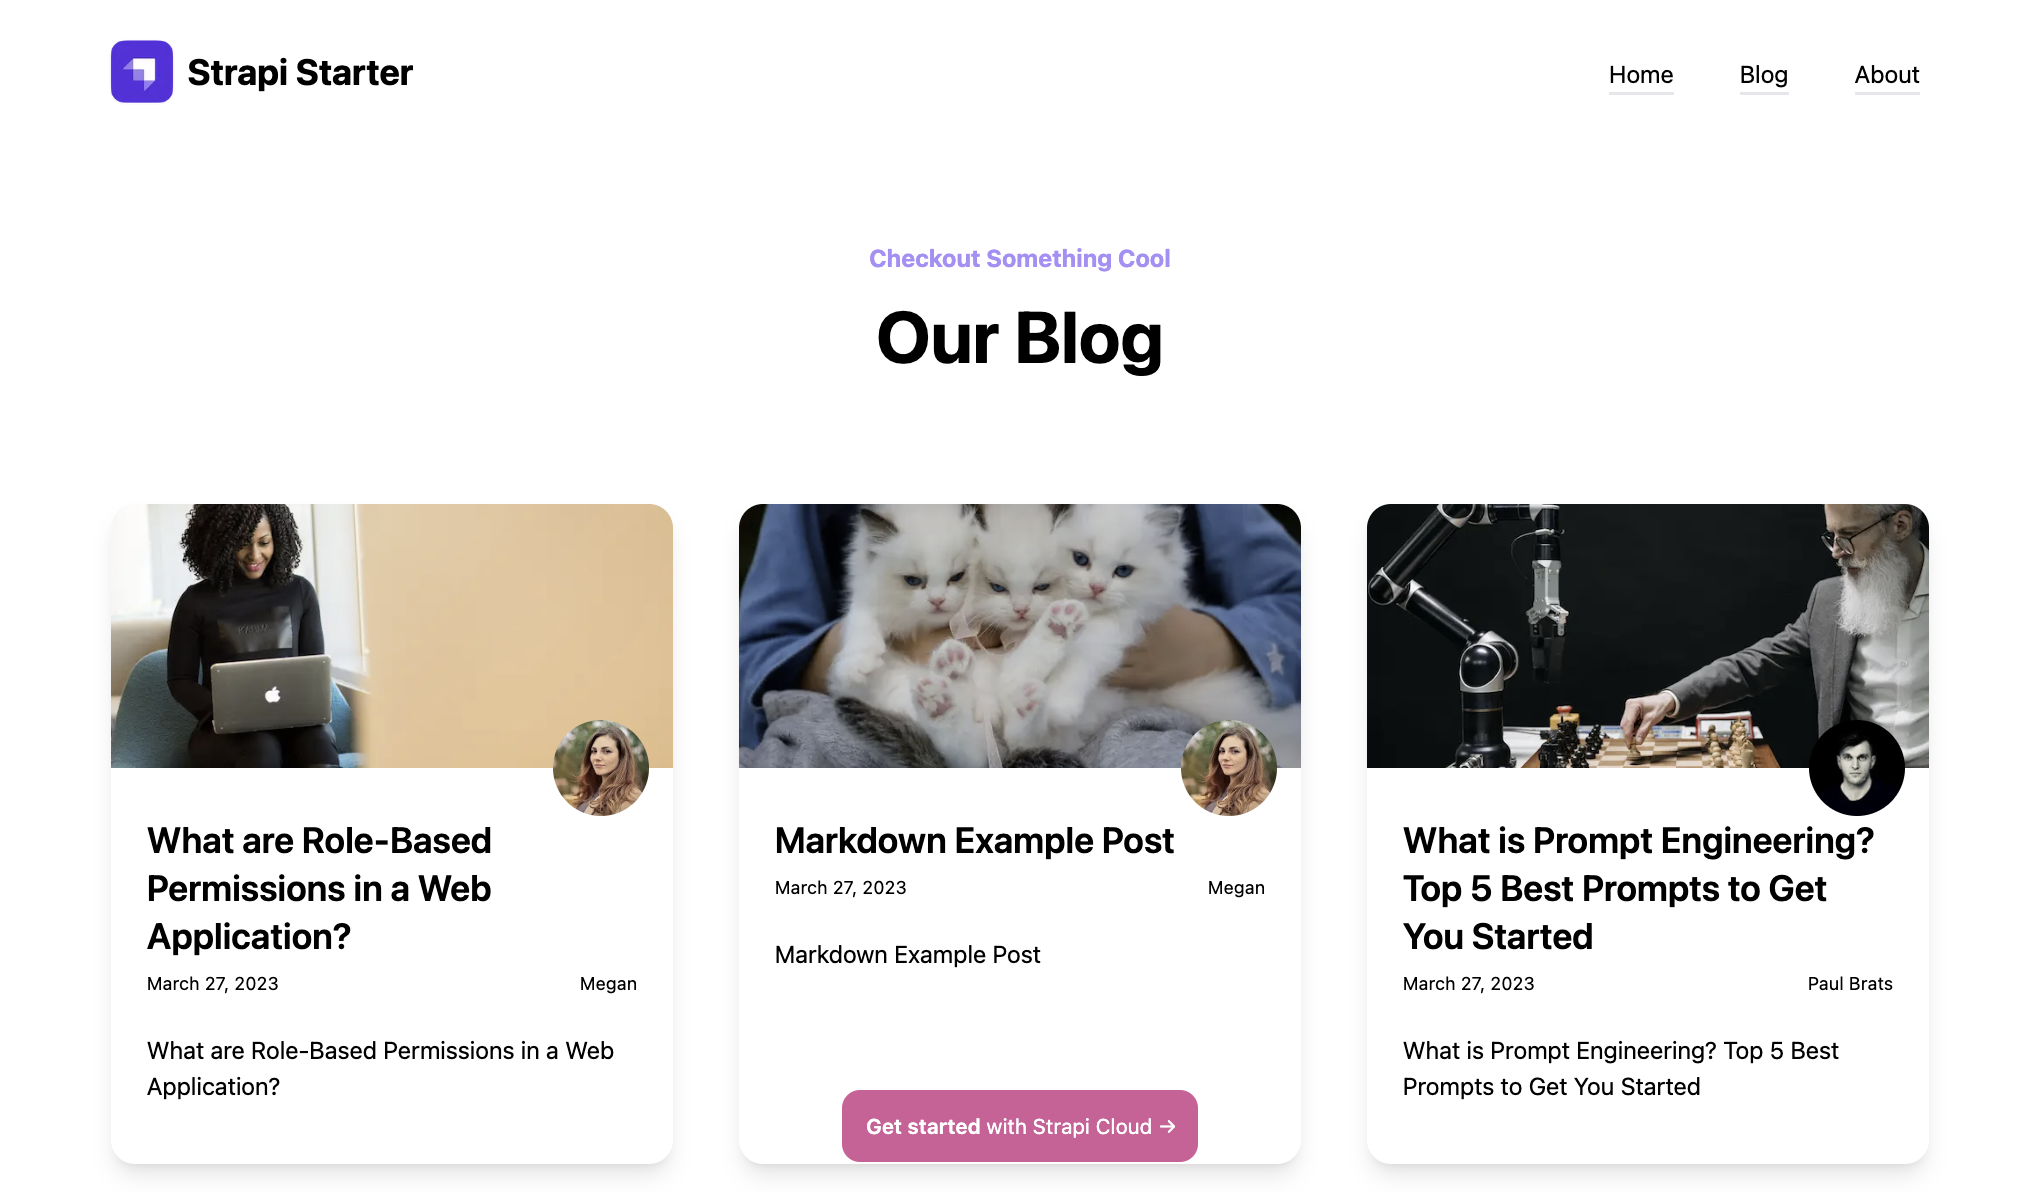 Strapi Starter
Home
Blog
About
Checkout Something Cool
Our Blog
What are Role-Based
Permissions in a Web
Application?
March 27, 2023
Megan
What are Role-Based Permissions in a Web
Application?
Markdown Example Post
March 27, 2023
Megan
Markdown Example Post
Get started with Strapi Cloud →
What is Prompt Engineering?
Top 5 Best Prompts to Get
You Started
March 27, 2023
Paul Brats
What is Prompt Engineering? Top 5 Best
Prompts to Get You Started